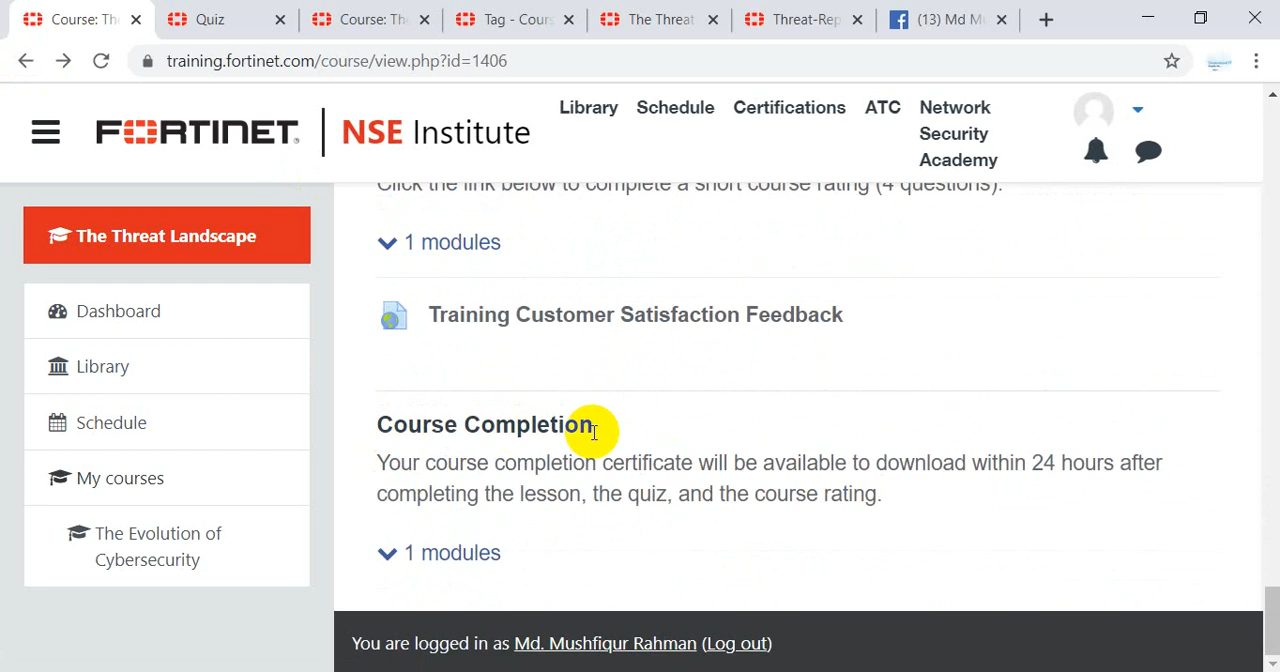 Course: The
Quiz
Course: The
Tag - Cours
The Threat
Threat-Rep
(13) Md Mu
training.fortinet.com/course/view.php?id=1406
FORTINET
NSE Institute
Library
Schedule
Certifications
ATC
Network
Security
Academy
The Threat Landscape
Dashboard
Library
Schedule
My courses
The Evolution of
Cybersecurity
Click the link below to complete a short course rating (4 questions).
1 modules
Training Customer Satisfaction Feedback
Course Completion
Your course completion certificate will be available to download within 24 hours after
completing the lesson, the quiz, and the course rating.
1 modules
You are logged in as Md. Mushfiqur Rahman (Log out)